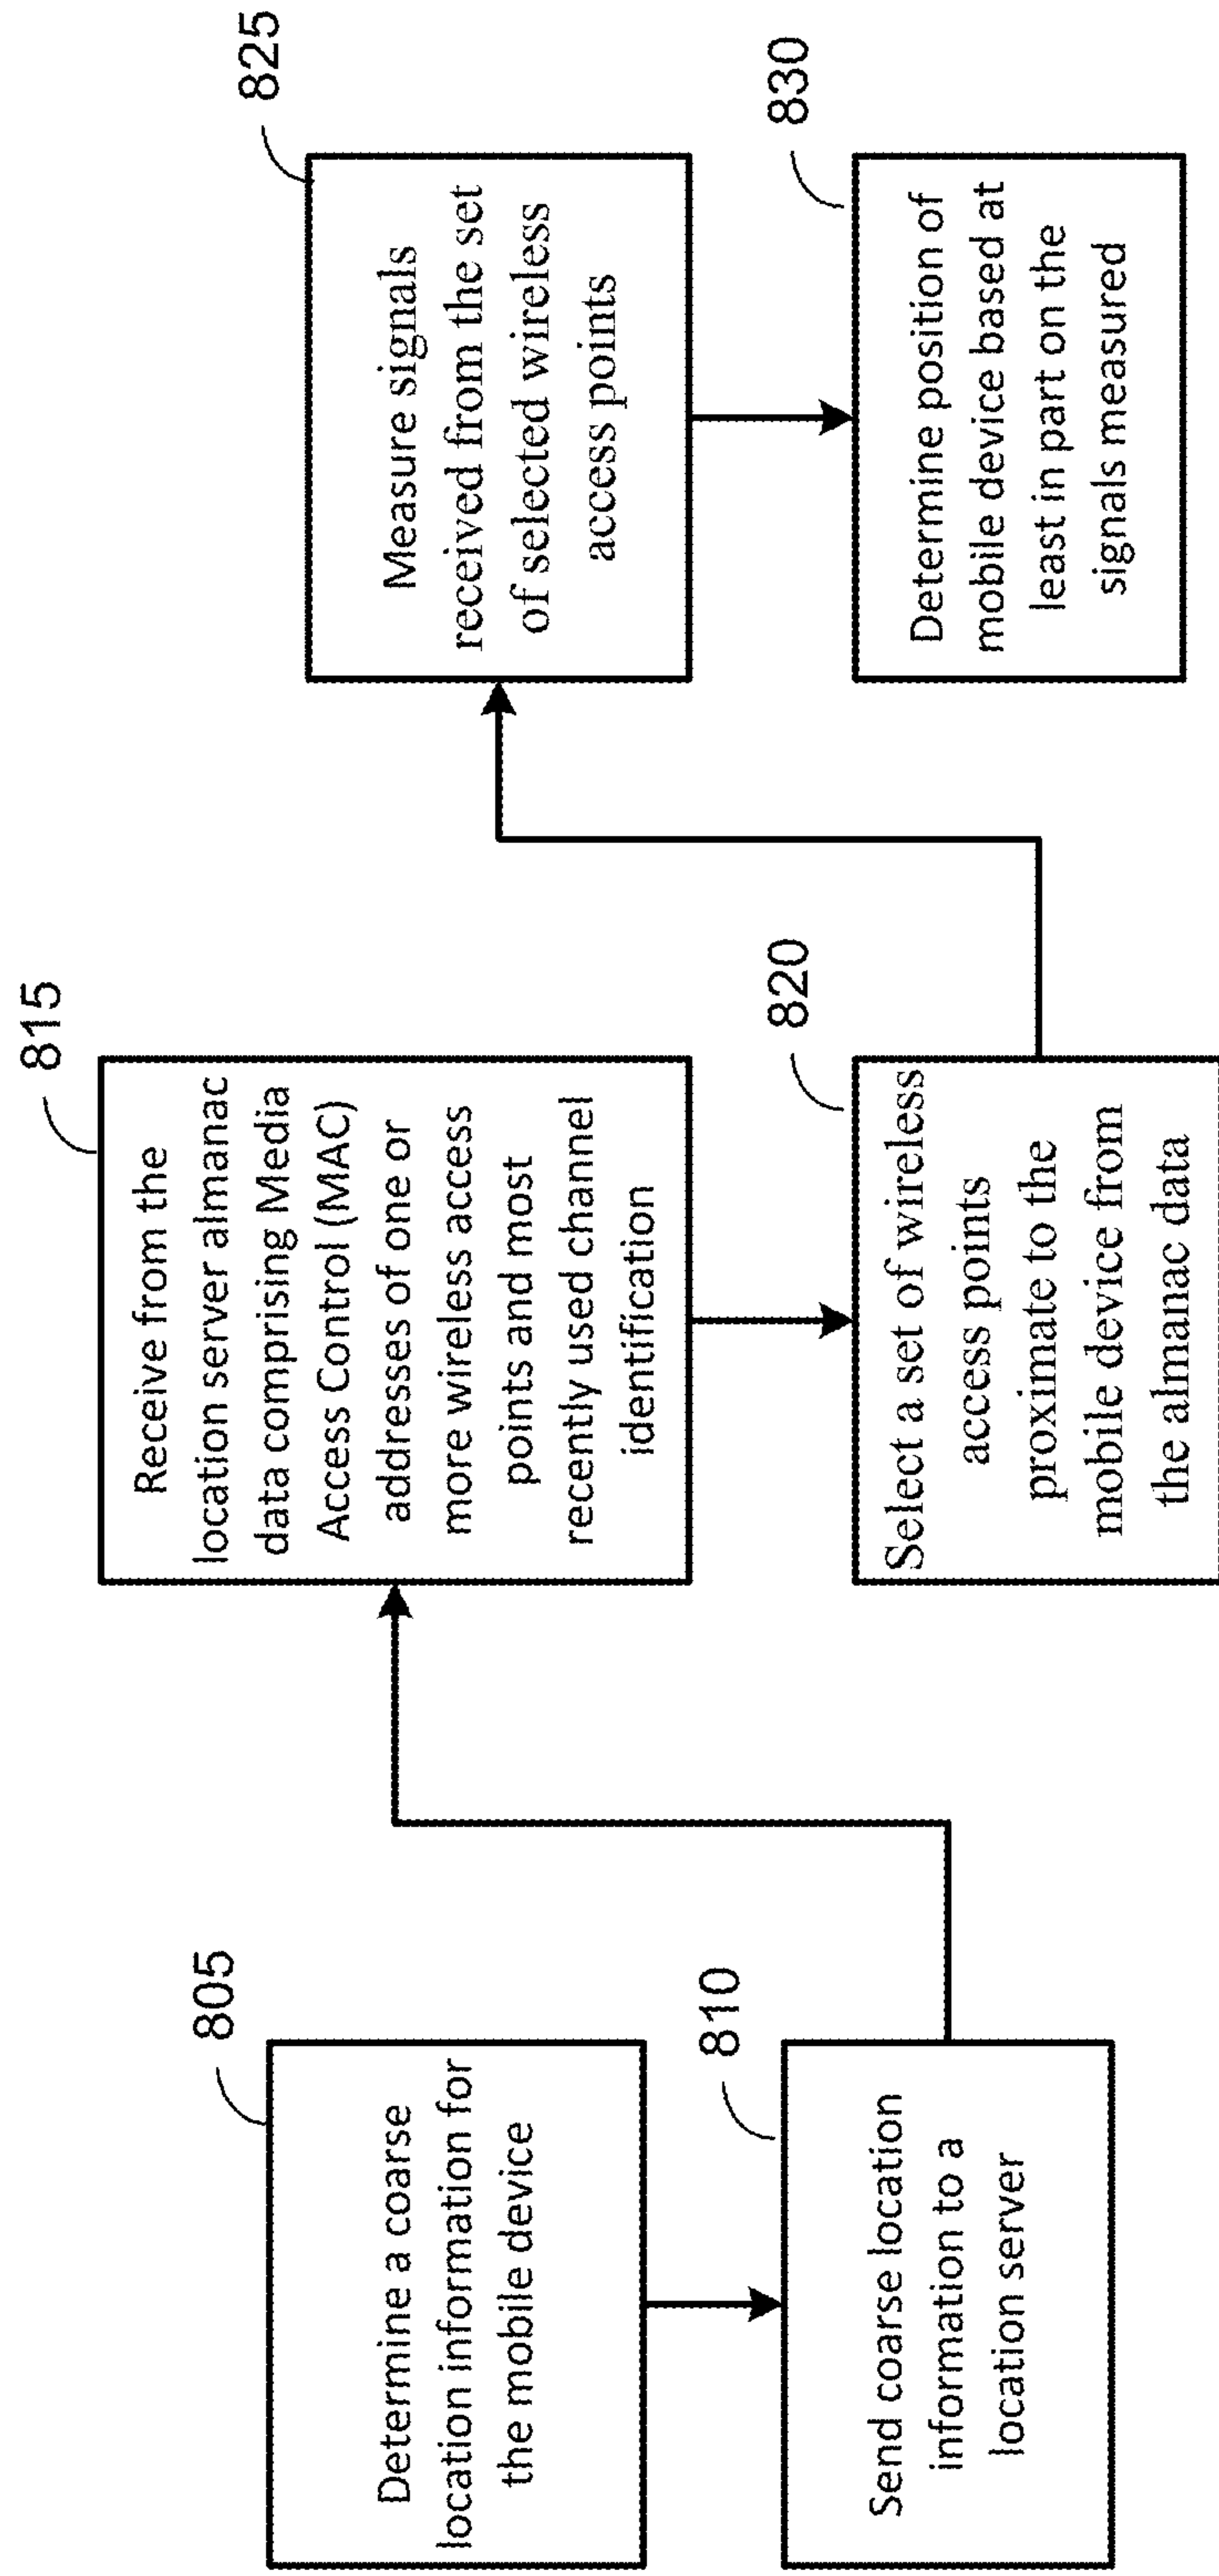 805
Determine a coarse
location information for
the mobile device
810
Send coarse location
information to a
location server
815
Receive from the
location server almanac
data comprising Media
Access Control (MAC)
addresses of one or
more wireless access
points and most
recently used channel
identification
820
Select a set of wireless
access points
proximate to the
mobile device from
the almanac data
825
Measure signals
received from the set
of selected wireless
access points
830
Determine position of
mobile device based at
least in part on the
signals measured